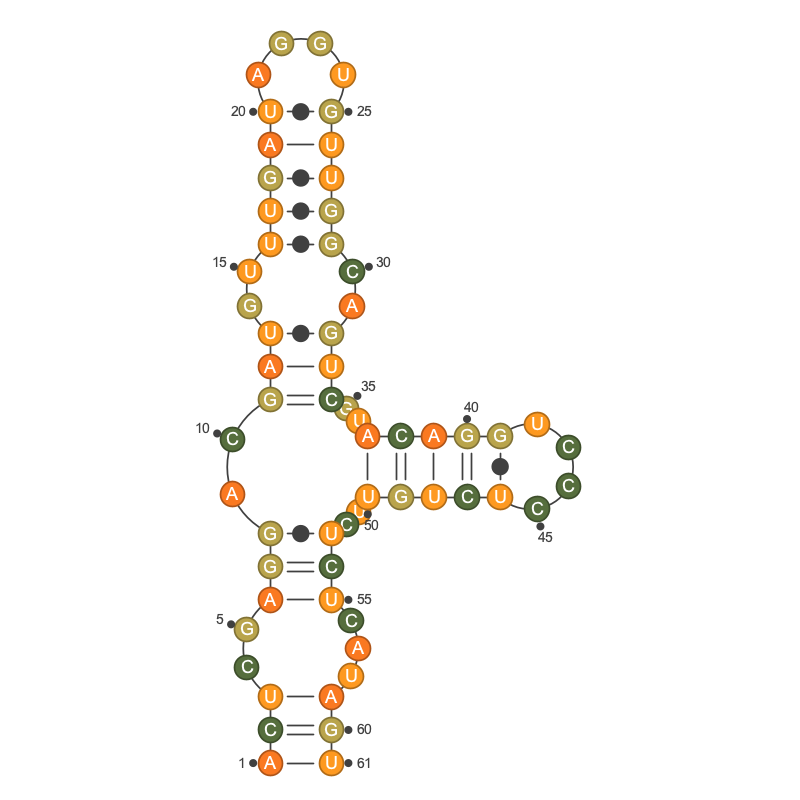 G G
A U
20 U G 25
A U
G U
U G
U G
15 U C 30
G A
U G
A U
35
G C G
40
U U
10 C A C A G G C
C
A U G U C U
U C
50
G U C 45
G C
A U 55
5 G C
C A
U
U A
C G 60
1 A U 61